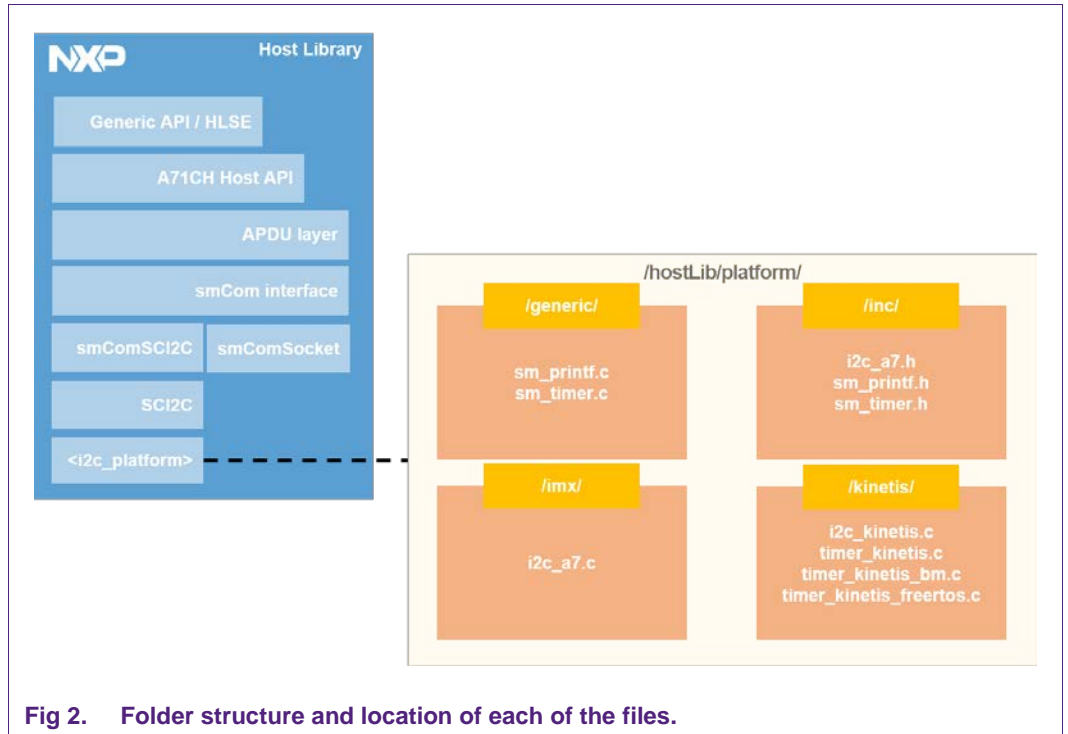 NXP
Host Library
Generic API / HLSE
A71CH Host API
APDU layer
smCom interface
smComSCI2C
smComSocket
SCI2C
<i2c_platform>
/hostLib/platform/
/generic/
sm_printf.c
sm_timer.c
/inc/
i2c_a7.h
sm_printf.h
sm_timer.h
/imx/
i2c_a7.c
/kinetis/
i2c_kinetis.c
timer_kinetis.c
timer_kinetis_bm.c
timer_kinetis_freertos.c
Fig 2. Folder structure and location of each of the files.